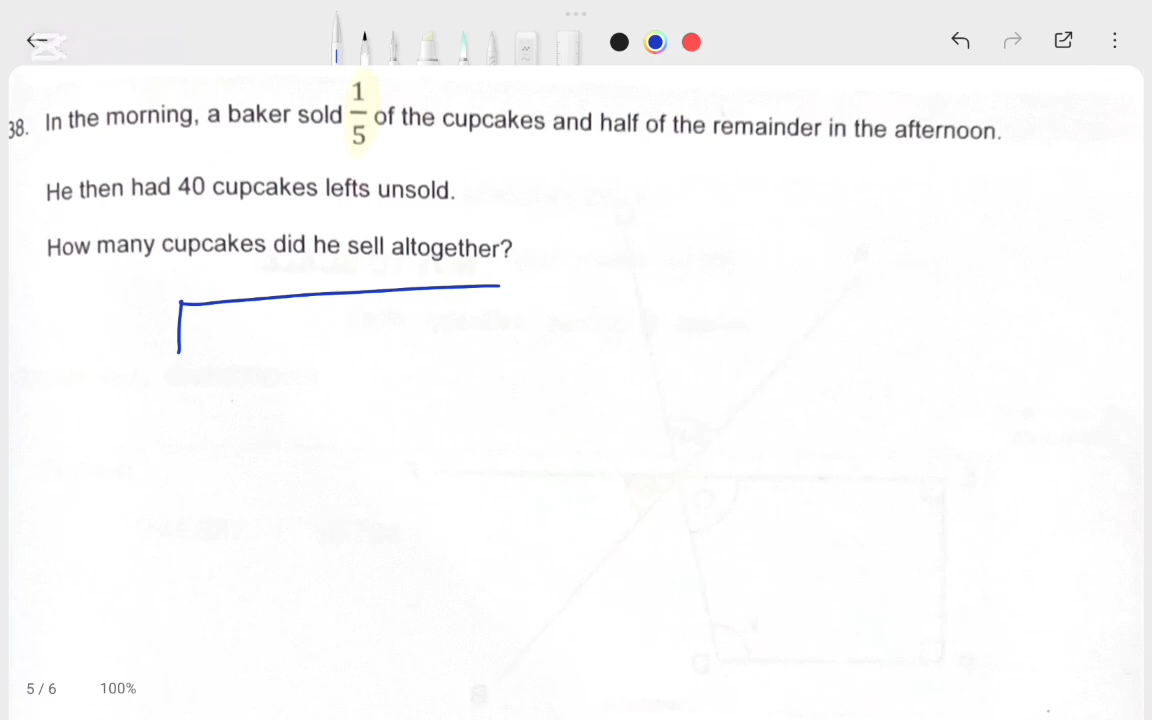 38. In the morning, a baker sold 1/5 of the cupcakes and half of the remainder in the afternoon.
He then had 40 cupcakes lefts unsold.
How many cupcakes did he sell altogether?
5 / 6 100%